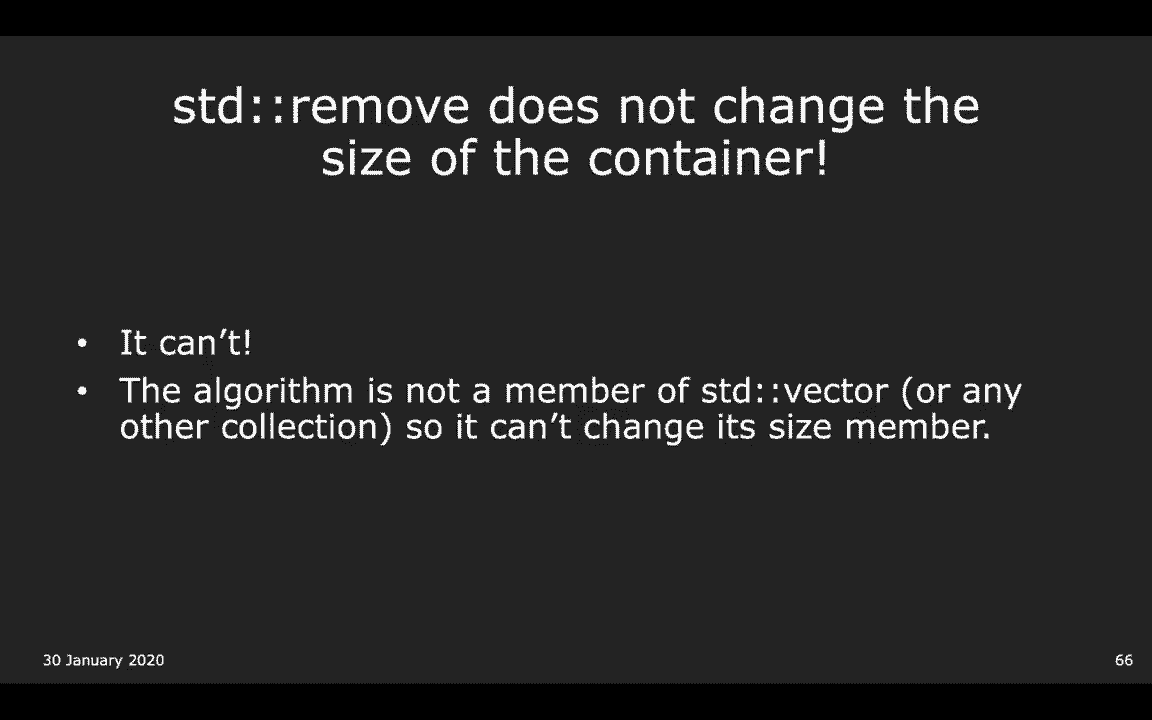 std::remove does not change the
size of the container!
• It can’t!
• The algorithm is not a member of std::vector (or any
other collection) so it can’t change its size member.
30 January 2020
66